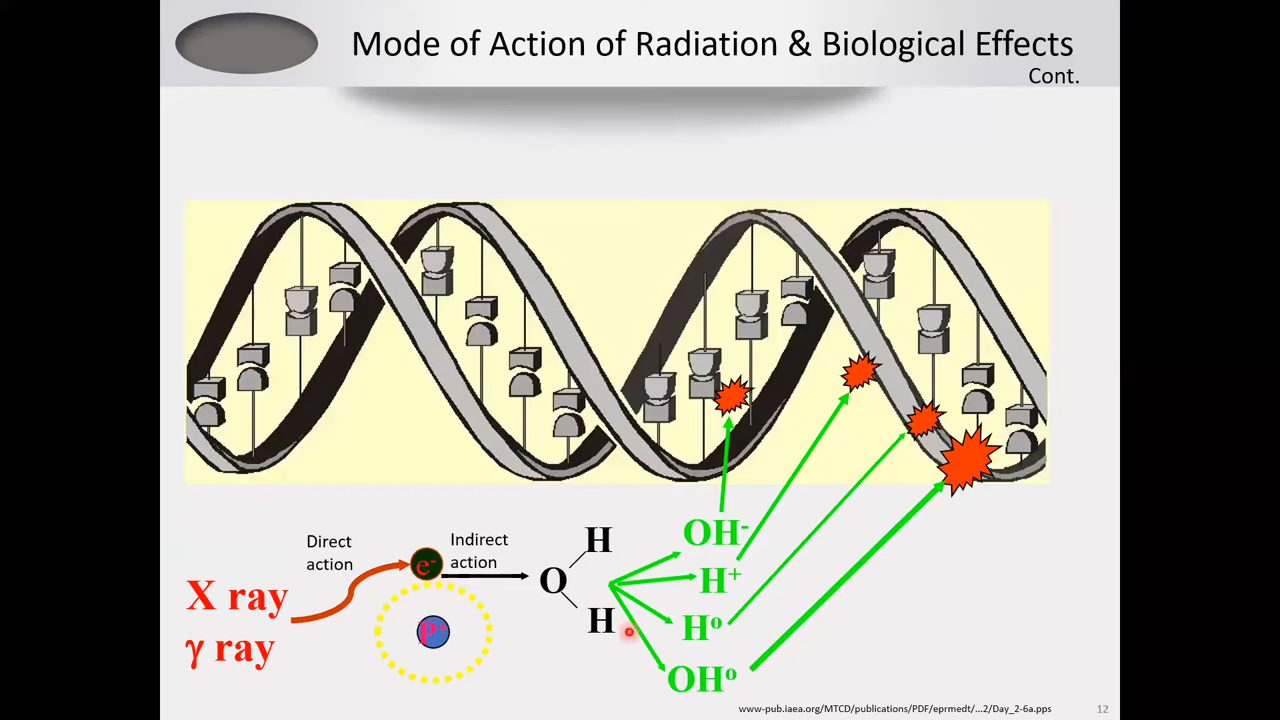 Mode of Action of Radiation & Biological Effects
Cont.
Direct
action
Indirect
action
X ray
γ ray
e-
P+
H
O
H
OH-
H+
Ho
OHo
www-pub.iaea.org/MTCD/publications/PDF/eprmedt/...2/Day_2-6a.pps
12